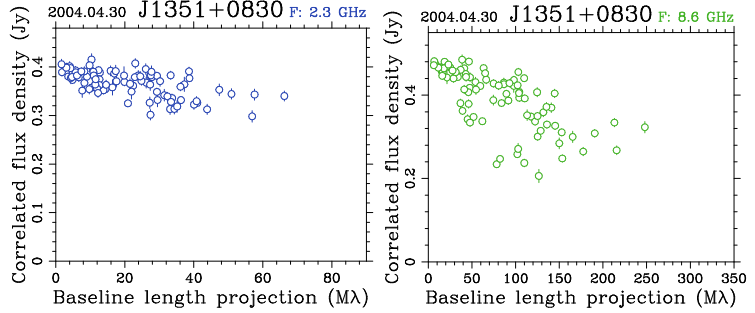 2004.04.30 J1351+0830 F: 2.3 GHz
Correlated flux density (Jy)
0.4
0.3
0.2
0.1
0
0 20 40 60 80
Baseline length projection (Mλ)
2004.04.30 J1351+0830 F: 8.6 GHz
Correlated flux density (Jy)
0.4
0.2
0
0 50 100 150 200 250 300 350
Baseline length projection (Mλ)